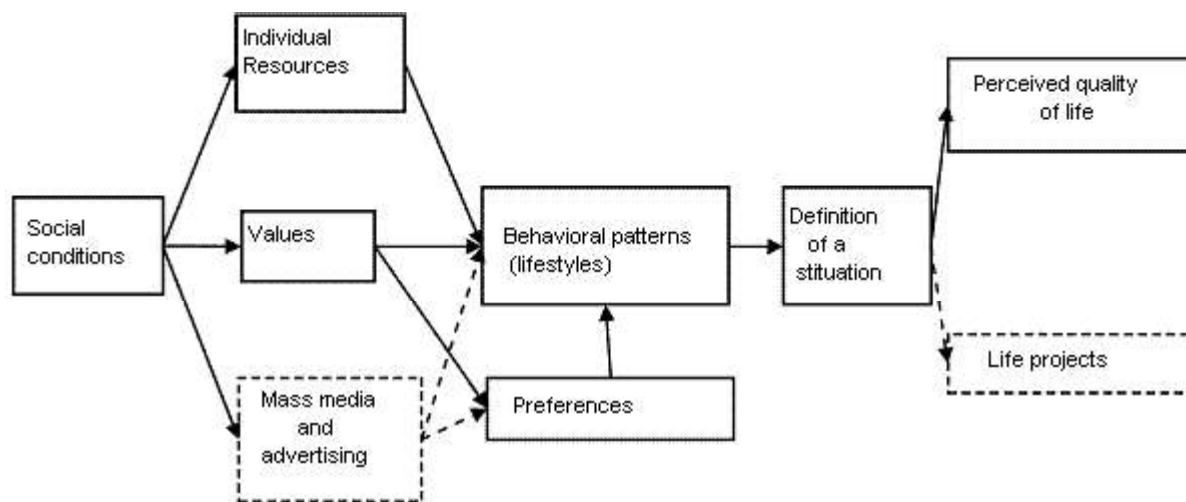 Individual
Resources
Perceived quality
of life
Social
conditions
Values
Behavioral patterns
(lifestyles)
Definition
of a
stituation
Mass media
and
advertising
Preferences
Life projects